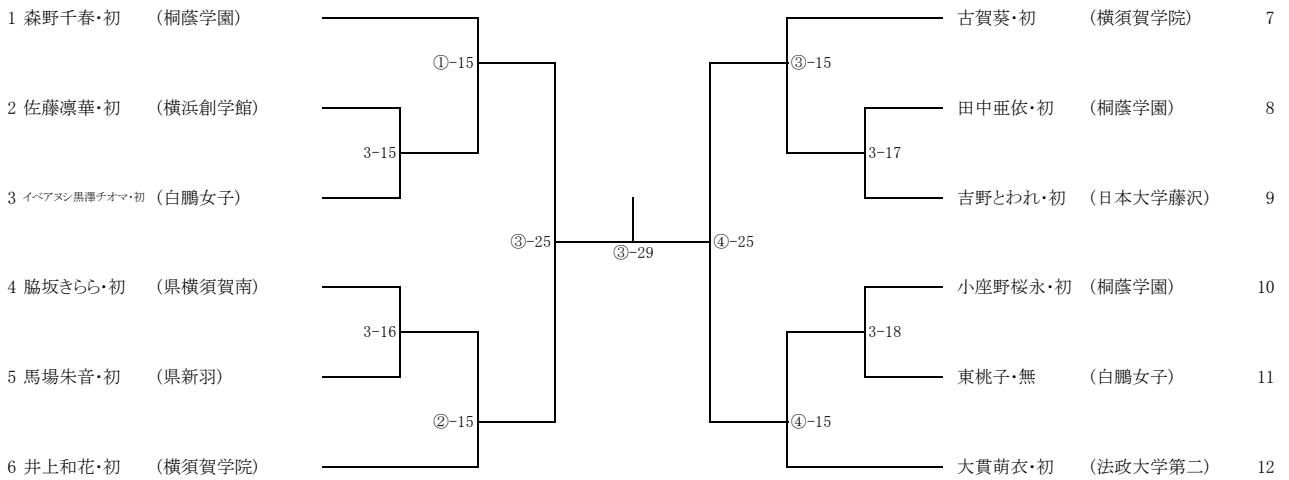 1 森野千春・初 (桐蔭学園)
①-15
2 佐藤凛華・初 (横浜創学館)
3-15
3 イベアヌシ黒澤チオマ・初 (白鵬女子)
③-25
4 脇坂きらら・初 (県横須賀南)
3-16
5 馬場朱音・初 (県新羽)
②-15
6 井上和花・初 (横須賀学院)
③-29
古賀葵・初 (横須賀学院) 7
③-15
田中亜依・初 (桐蔭学園) 8
3-17
吉野とわれ・初 (日本大学藤沢) 9
④-25
小座野桜永・初 (桐蔭学園) 10
3-18
東桃子・無 (白鵬女子) 11
④-15
大貫萌衣・初 (法政大学第二) 12